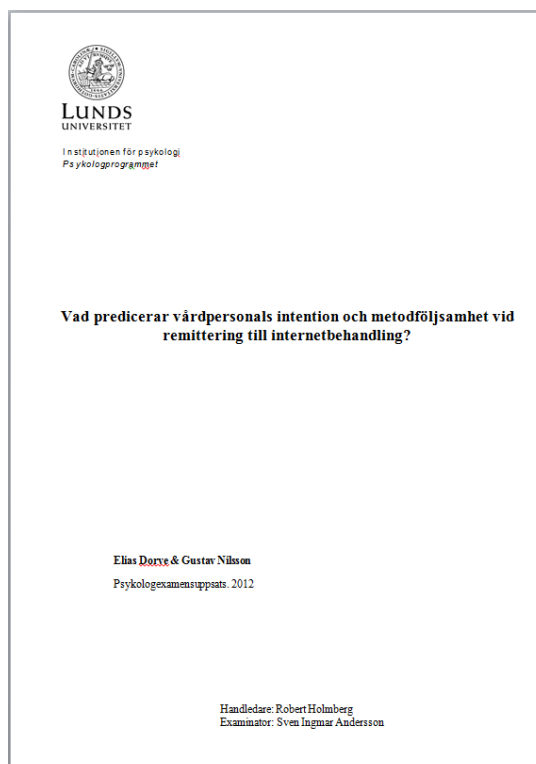 LUNDS
UNIVERSITET
Institutionen för psykologi
Psykologprogrammet
Vad predicerar vårdpersonals intention och metodföljsamhet vid
remittering till internetbehandling?
Elias Dorve & Gustav Nilsson
Psykologexamensuppsats. 2012
Handledare: Robert Holmberg
Examinator: Sven Ingmar Andersson